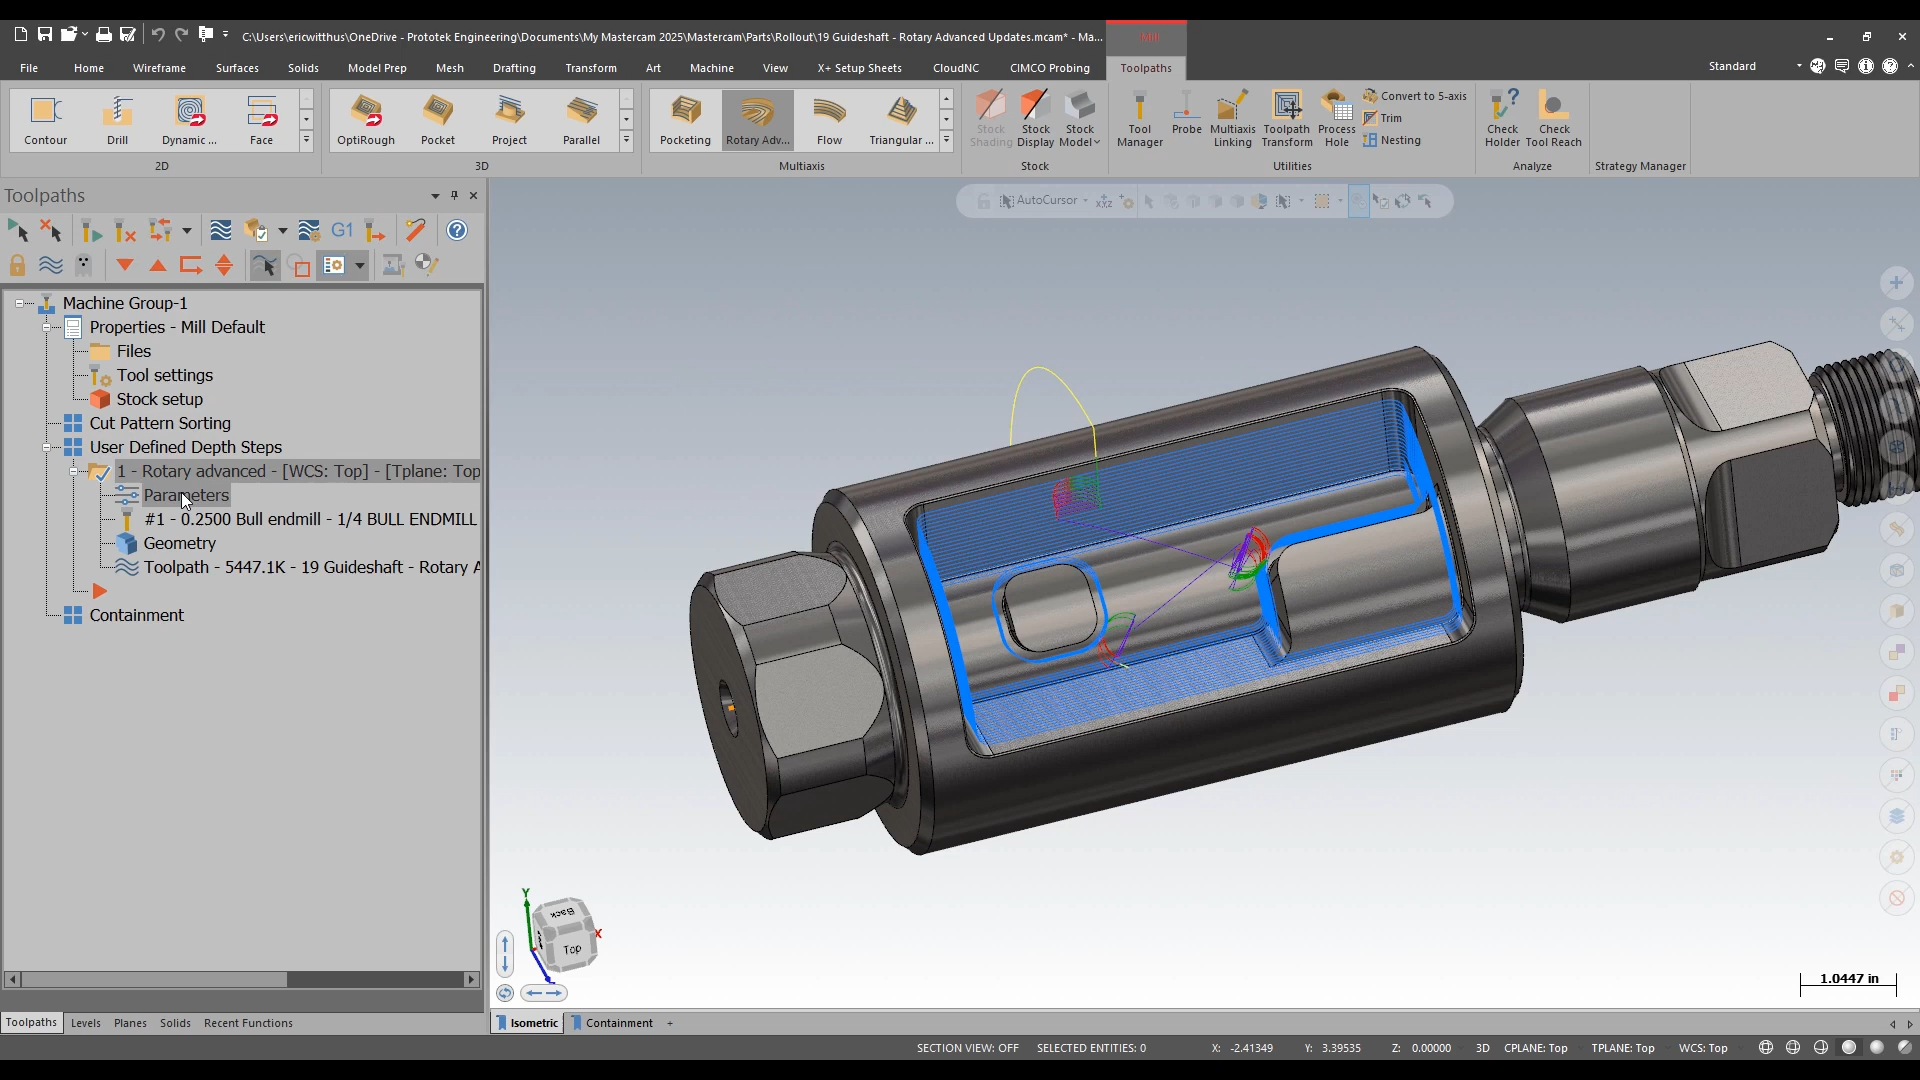 C:\Users\ericwitthus\OneDrive - Prototek Engineering\Documents\My Mastercam 2025\Mastercam\Parts\Rollout\19 Guideshaft - Rotary Advanced Updates.mcam* - Ma...
Mill
File Home Wireframe Surfaces Solids Model Prep Mesh Drafting Transform Art Machine View X+ Setup Sheets CloudNC CIMCO Probing Toolpaths Standard
Contour Drill Dynamic ... Face
2D
OptiRough Pocket Project Parallel
3D
Pocketing Rotary Adv... Flow Triangular ...
Multiaxis
Stock Shading
Stock Display
Stock Model
Stock
Tool Manager
Probe
Multiaxis Linking
Toolpath Transform
Process Hole
Convert to 5-axis
Trim
Nesting
Utilities
Check Holder
Check Tool Reach
Analyze
Strategy Manager
Toolpaths
AutoCursor
G1
Machine Group-1
Properties - Mill Default
Files
Tool settings
Stock setup
Cut Pattern Sorting
User Defined Depth Steps
1 - Rotary advanced - [WCS: Top] - [Tplane: Top
Parameters
#1 - 0.2500 Bull endmill - 1/4 BULL ENDMILL
Geometry
Toolpath - 5447.1K - 19 Guideshaft - Rotary A
Containment
Y
X
Back
Top
1.0447 in
Toolpaths Levels Planes Solids Recent Functions
Isometric Containment +
SECTION VIEW: OFF SELECTED ENTITIES: 0 X: -2.41349 Y: 3.39535 Z: 0.00000 3D CPLANE: Top TPLANE: Top WCS: Top